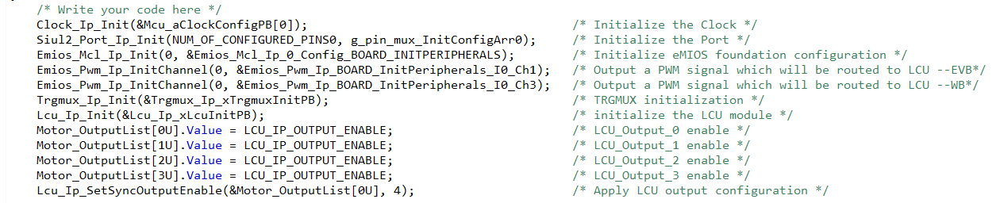 /* Write your code here */
Clock_Ip_Init(&Mcu_aClockConfigPB[0]); /* Initialize the Clock */
Siul2_Port_Ip_Init(NUM_OF_CONFIGURED_PINS0, g_pin_mux_InitConfigArr0); /* Initialize the Port */
Emios_Mcl_Ip_Init(0, &Emios_Mcl_Ip_0_Config_BOARD_INITPERIPHERALS); /* Initialize eMIOS foundation configuration */
Emios_Pwm_Ip_InitChannel(0, &Emios_Pwm_Ip_BOARD_InitPeripherals_I0_Ch1); /* Output a PWM signal which will be routed to LCU --EVB*/
Emios_Pwm_Ip_InitChannel(0, &Emios_Pwm_Ip_BOARD_InitPeripherals_I0_Ch3); /* Output a PWM signal which will be routed to LCU --WB*/
Trgmux_Ip_Init(&Trgmux_Ip_xTrgmuxInitPB); /* TRGMUX initialization */
Lcu_Ip_Init(&Lcu_Ip_xLcuInitPB); /* initialize the LCU module */
Motor_OutputList[0U].Value = LCU_IP_OUTPUT_ENABLE; /* LCU_Output_0 enable */
Motor_OutputList[1U].Value = LCU_IP_OUTPUT_ENABLE; /* LCU_Output_1 enable */
Motor_OutputList[2U].Value = LCU_IP_OUTPUT_ENABLE; /* LCU_Output_2 enable */
Motor_OutputList[3U].Value = LCU_IP_OUTPUT_ENABLE; /* LCU_Output_3 enable */
Lcu_Ip_SetSyncOutputEnable(&Motor_OutputList[0U], 4); /* Apply LCU output configuration */